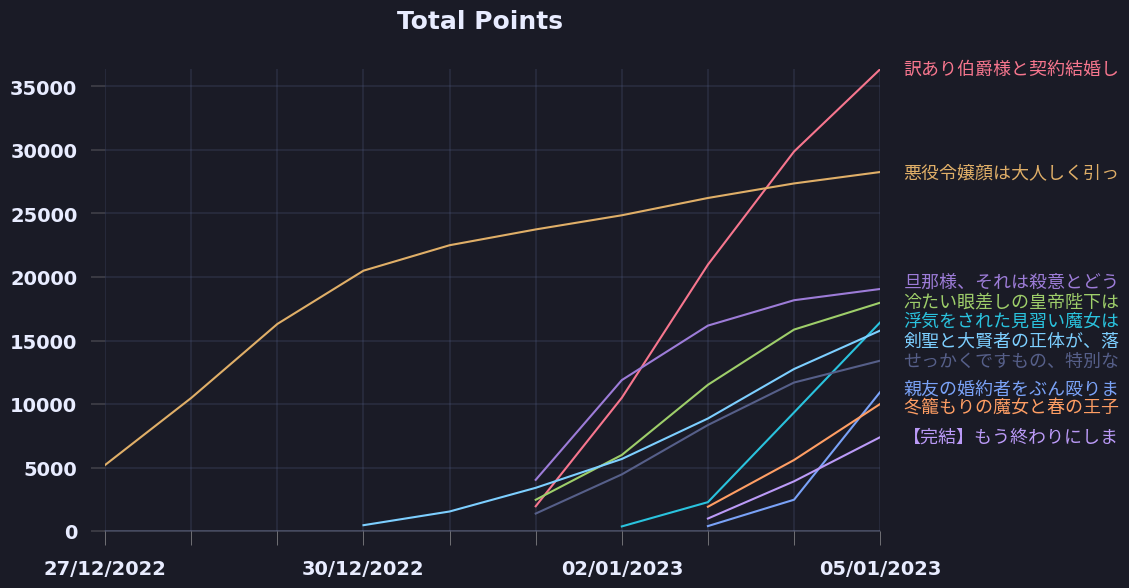 Total Points
35000
30000
25000
20000
15000
10000
5000
0
27/12/2022
30/12/2022
02/01/2023
05/01/2023
訳あり伯爵様と契約結婚し
悪役令嬢顔は大人しく引っ
旦那様、それは殺意とどう
冷たい眼差しの皇帝陛下は
浮気をされた見習い魔女は
剣聖と大賢者の正体が、落
せっかくですもの、特別な
親友の婚約者をぶん殴りま
冬籠もりの魔女と春の王子
【完結】もう終わりにしま